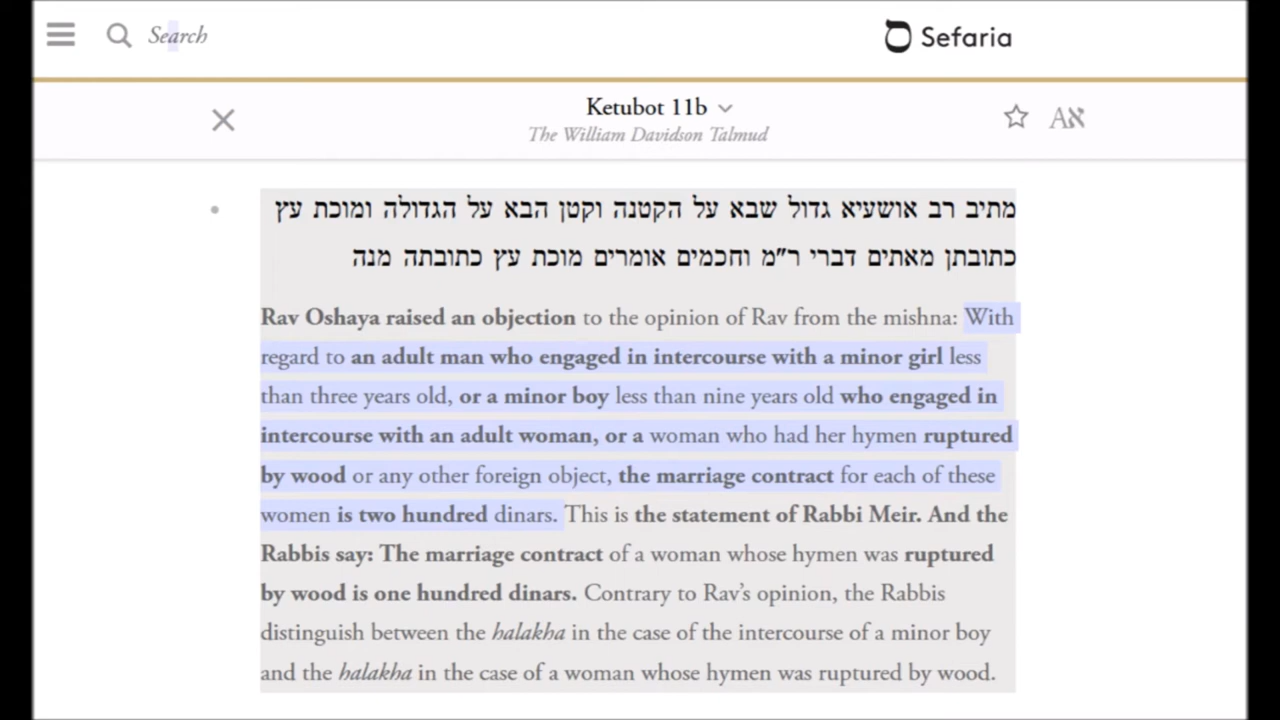 Search
Sefaria
Ketubot 11b
The William Davidson Talmud
מתיב רב אושעיא גדול שבא על הקטנה וקטן הבא על הגדולה ומוכת עץ
כתובתן מאתים דברי ר"מ וחכמים אומרים מוכת עץ כתובתה מנה
Rav Oshaya raised an objection to the opinion of Rav from the mishna: With
regard to an adult man who engaged in intercourse with a minor girl less
than three years old, or a minor boy less than nine years old who engaged in
intercourse with an adult woman, or a woman who had her hymen ruptured
by wood or any other foreign object, the marriage contract for each of these
women is two hundred dinars. This is the statement of Rabbi Meir. And the
Rabbis say: The marriage contract of a woman whose hymen was ruptured
by wood is one hundred dinars. Contrary to Rav's opinion, the Rabbis
distinguish between the halakha in the case of the intercourse of a minor boy
and the halakha in the case of a woman whose hymen was ruptured by wood.